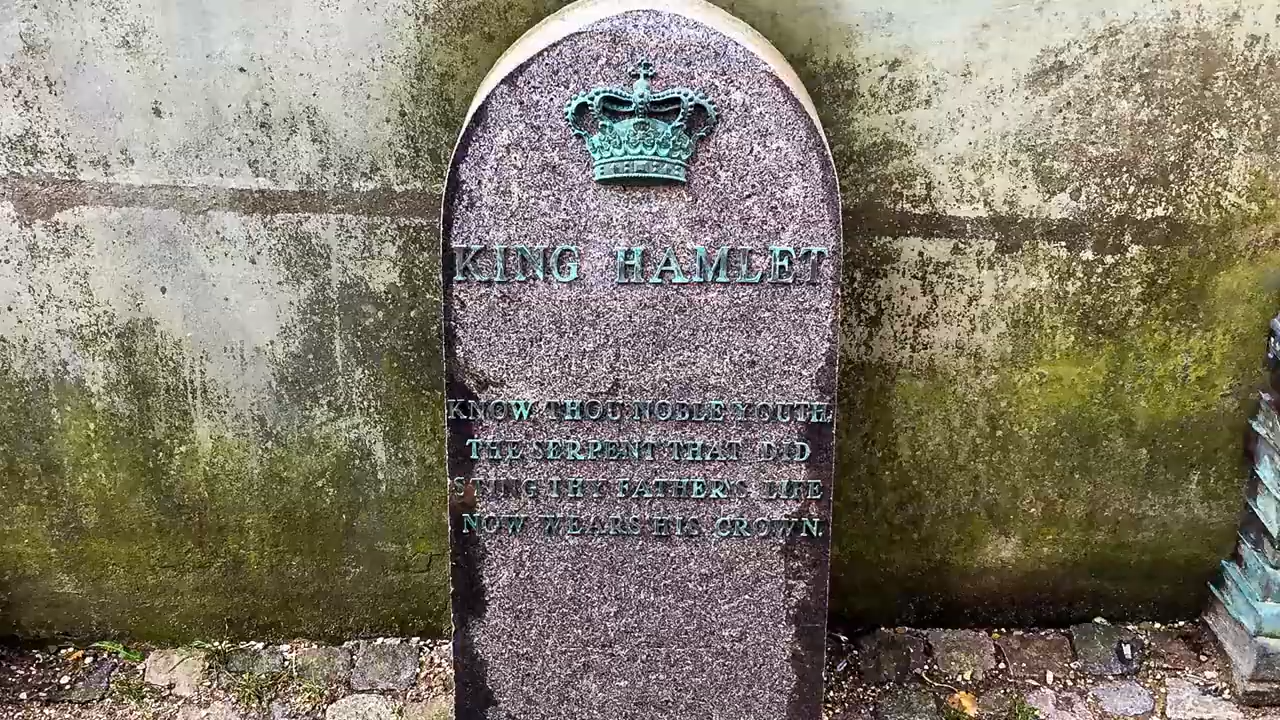 KING HAMLET
KNOW THOU NOBLE YOUTH
THE SERPENT THAT DID
STING THY FATHER'S LIFE
NOW WEARS HIS CROWN.